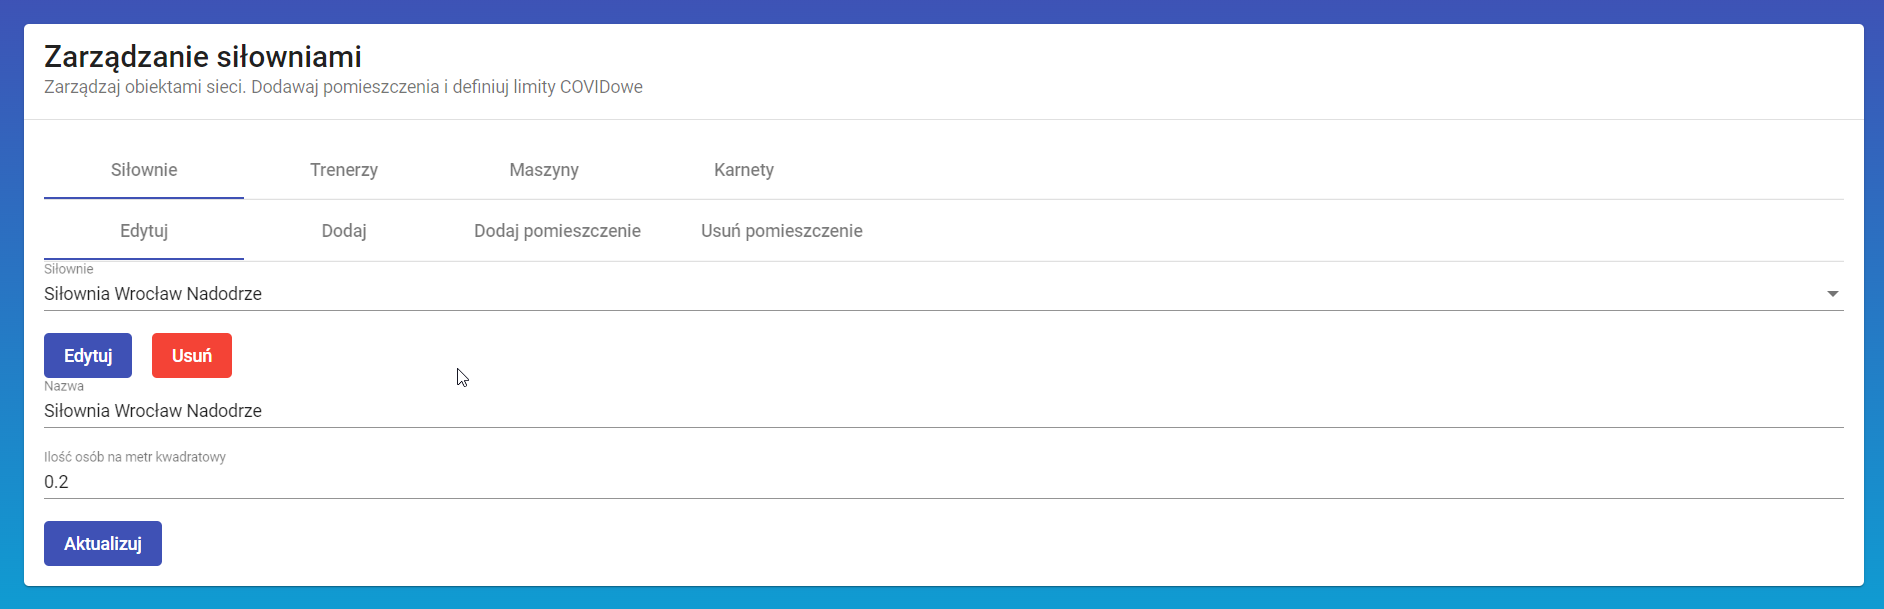 Zarządzanie siłowniami
Zarządzaj obiektami sieci. Dodawaj pomieszczenia i definiuj limity COVIDowe
Siłownie Trenerzy Maszyny Karnety
Edytuj Dodaj Dodaj pomieszczenie Usuń pomieszczenie
Siłownie
Siłownia Wrocław Nadodrze
Edytuj Usuń
Nazwa
Siłownia Wrocław Nadodrze
Ilość osób na metr kwadratowy
0.2
Aktualizuj